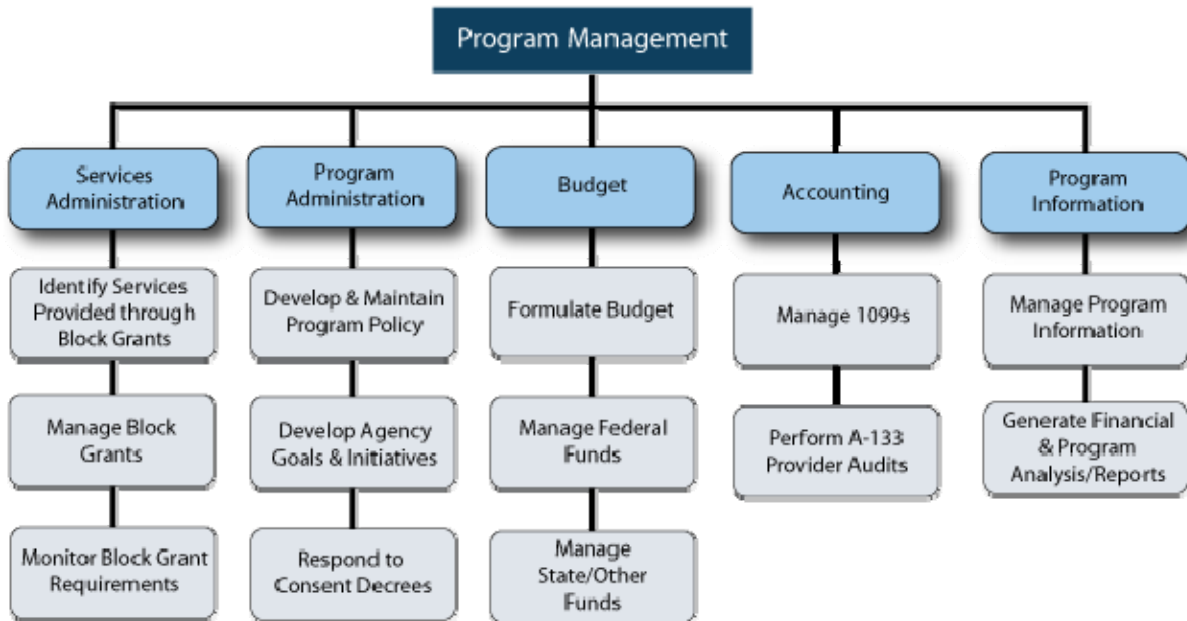 Program Management
Services
Administration
Program
Administration
Budget
Accounting
Program
Information
Identify Services
Provided through
Block Grants
Develop & Maintain
Program Policy
Formulate Budget
Manage 1099s
Manage Program
Information
Manage Block
Grants
Develop Agency
Goals & Initiatives
Manage Federal
Funds
Perform A-133
Provider Audits
Generate Financial
& Program
Analysis/Reports
Monitor Block Grant
Requirements
Respond to
Consent Decrees
Manage
State/Other
Funds